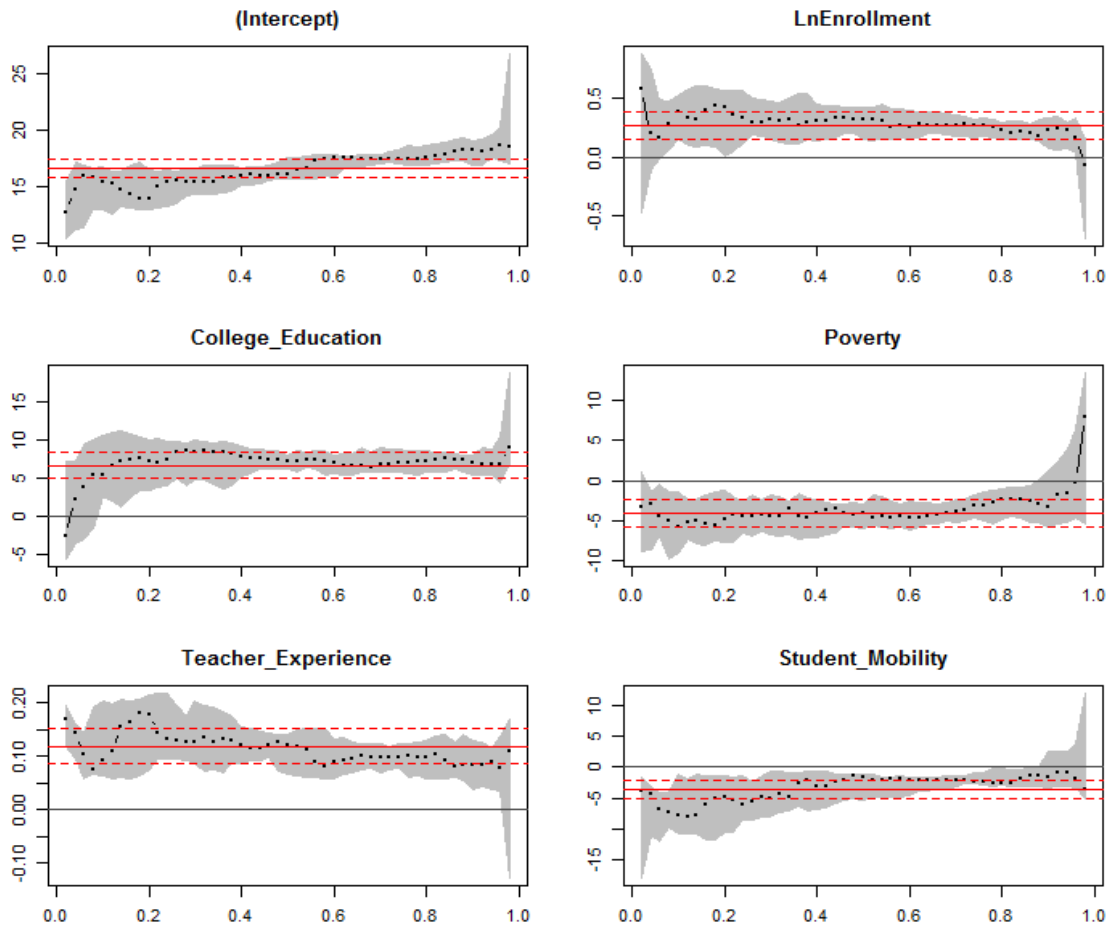 (Intercept)
25
20
15
10
0.0 0.2 0.4 0.6 0.8 1.0
LnEnrollment
0.5
0.0
-0.5
0.0 0.2 0.4 0.6 0.8 1.0
College_Education
15
10
5
0
-5
0.0 0.2 0.4 0.6 0.8 1.0
Poverty
10
5
0
-5
-10
0.0 0.2 0.4 0.6 0.8 1.0
Teacher_Experience
0.20
0.10
0.00
-0.10
0.0 0.2 0.4 0.6 0.8 1.0
Student_Mobility
10
5
0
-5
-15
0.0 0.2 0.4 0.6 0.8 1.0